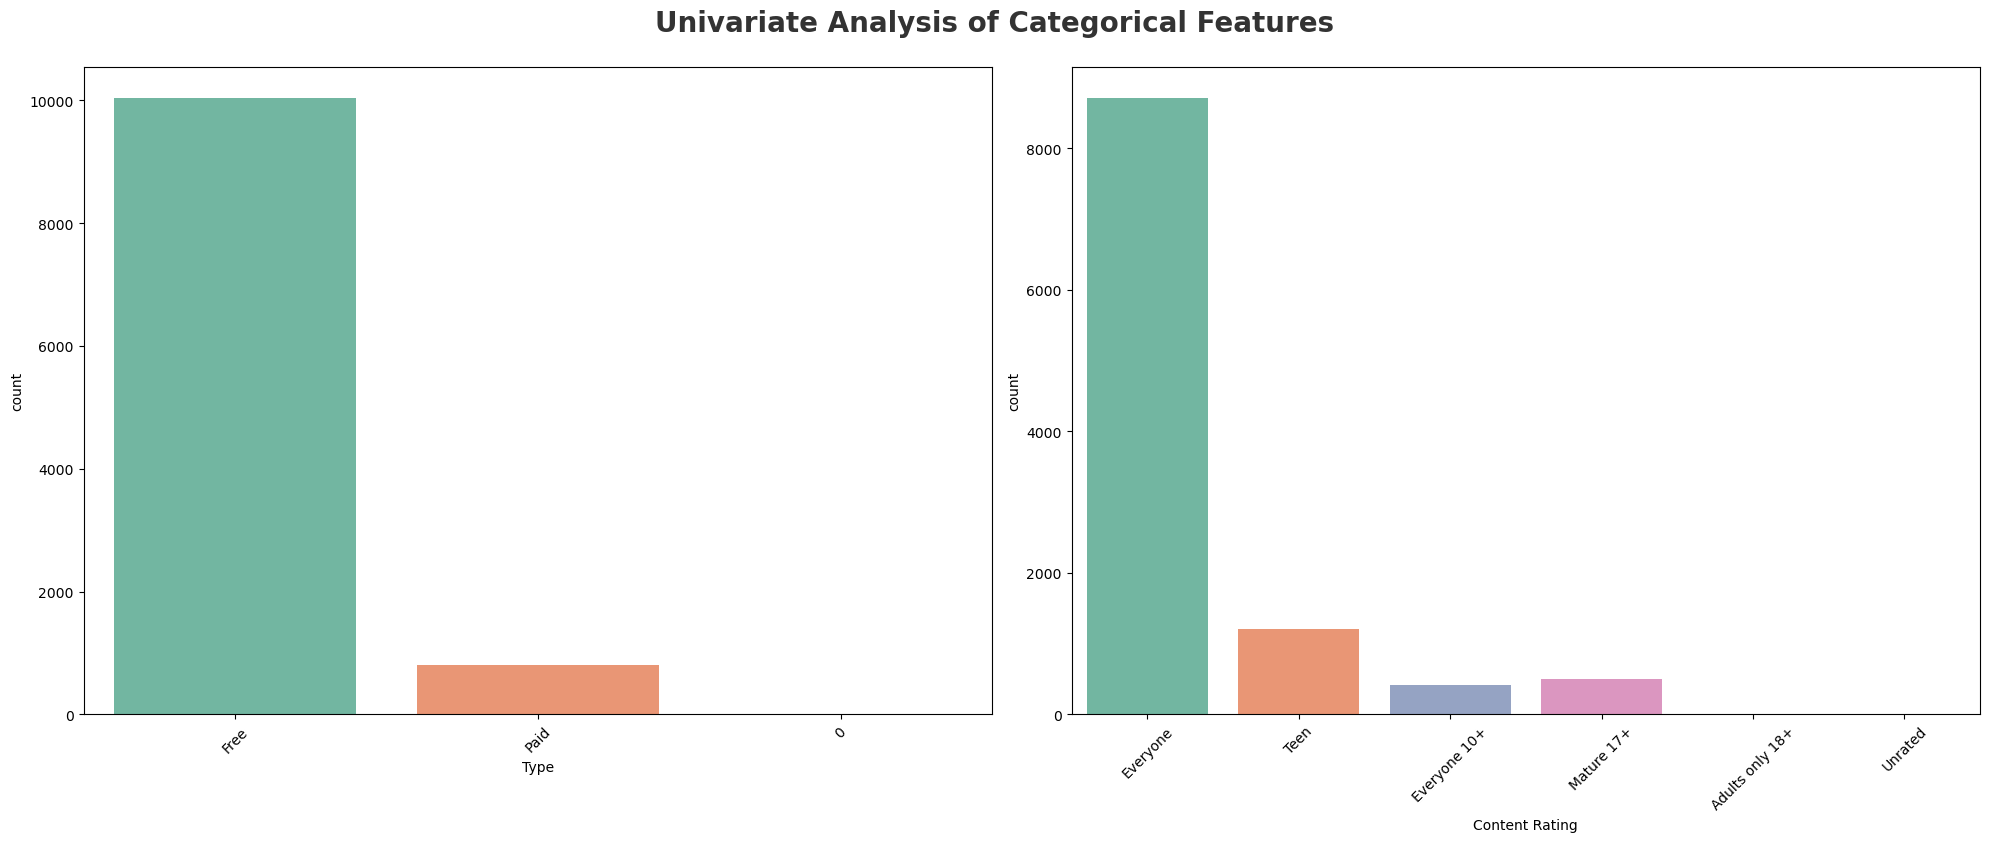 Univariate Analysis of Categorical Features
10000
8000
6000
4000
2000
0
count
Free
Paid
0
Type
8000
6000
4000
2000
0
count
Everyone
Teen
Everyone 10+
Mature 17+
Adults only 18+
Unrated
Content Rating